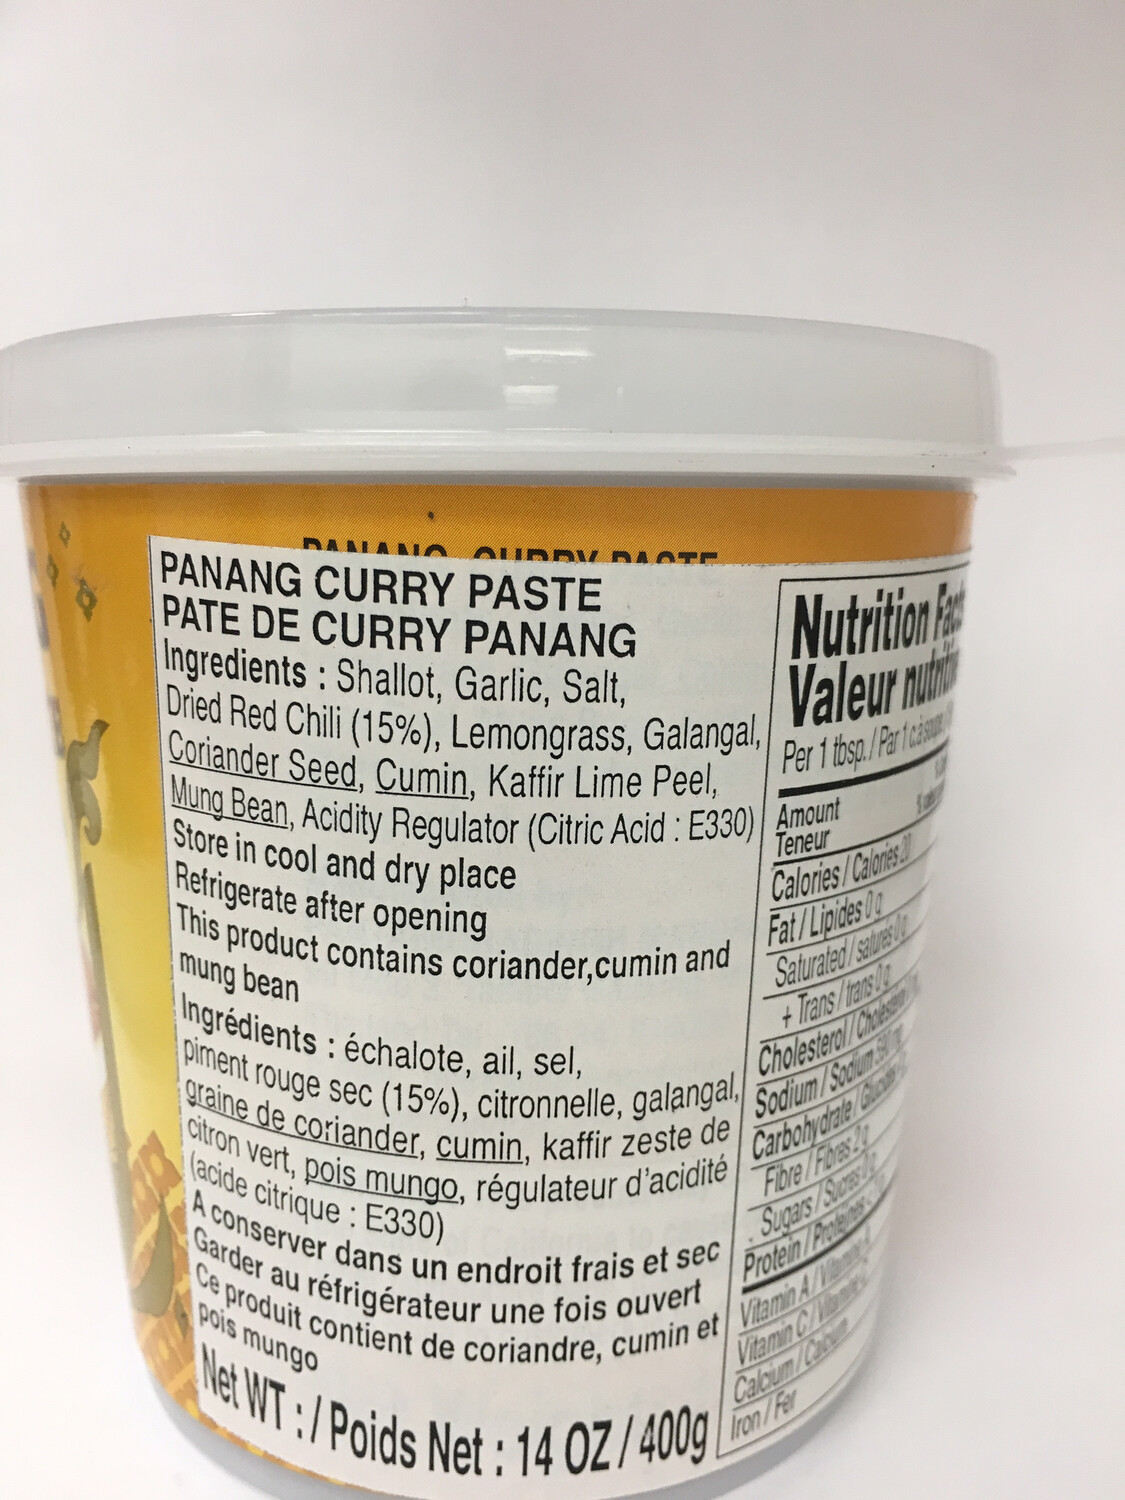 PANANG CURRY PASTE
PANANG CURRY PASTE
PATE DE CURRY PANANG
Ingredients : Shallot, Garlic, Salt,
Dried Red Chili (15%), Lemongrass, Galangal,
Coriander Seed, Cumin, Kaffir Lime Peel,
Mung Bean, Acidity Regulator (Citric Acid : E330)
Store in cool and dry place
Refrigerate after opening
This product contains coriander,cumin and
mung bean
Ingrédients : échalote, ail, sel,
piment rouge sec (15%), citronnelle, galangal,
graine de coriander, cumin, kaffir zeste de
citron vert, pois mungo, régulateur d'acidité
(acide citrique : E330)
A conserver dans un endroit frais et sec
Garder au réfrigérateur une fois ouvert
Ce produit contient de coriandre, cumin et
pois mungo
Net WT : / Poids Net : 14 OZ / 400g
Nutrition Facts
Valeur
Per 1 tbsp. / Par 1 c.à soupe
Amount
Teneur
Calories / Calories 20
Fat / Lipides 0 g
Saturated / saturés 0 g
+ Trans / trans 0 g
Cholesterol / Cholestérol
Sodium / Sodium
Carbohydrate / Glucides
Fibre / Fibres 2 g
Sugars / Sucres 0 g
Protein / Protéines
Vitamin A / Vitamine A
Vitamin C / Vitamine
Calcium / Calcium
Iron / Fer